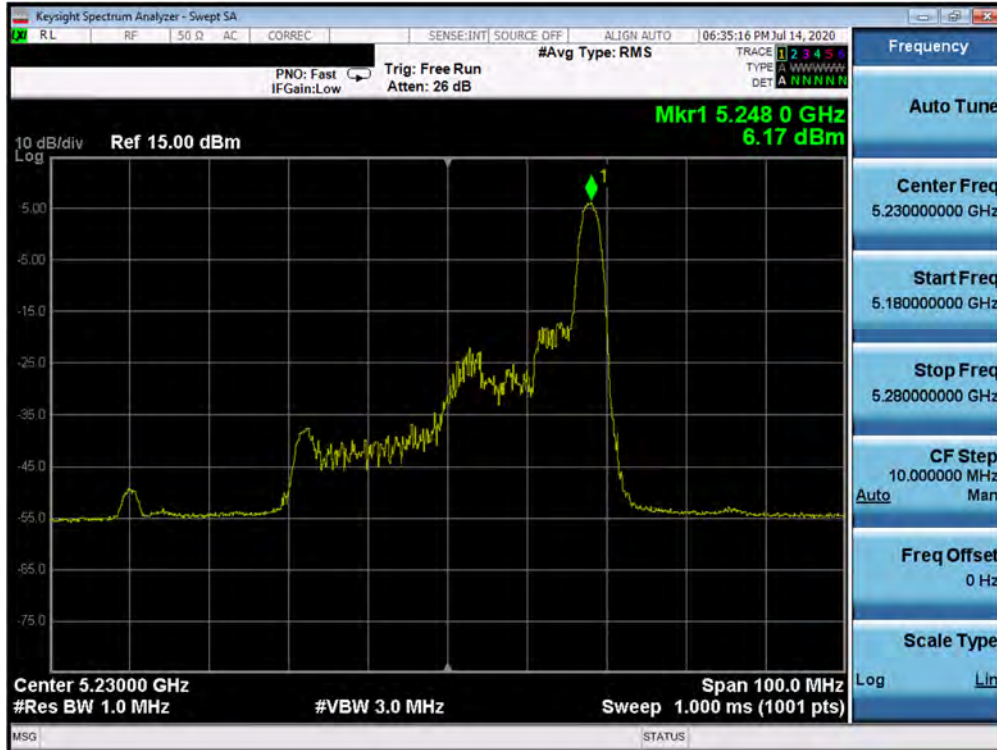 Keysight Spectrum Analyzer - Swept SA
LXI RL RF 50 Ω AC CORREC SENSE:INT SOURCE OFF ALIGN AUTO 06:35:16 PM Jul 14, 2020
#Avg Type: RMS
TRACE 1 2 3 4 5 6
PNO: Fast Trig: Free Run
TYPE A WWWWW
IFGain:Low Atten: 26 dB
DET A N N N N N
Mkr1 5.248 0 GHz
6.17 dBm
10 dB/div Ref 15.00 dBm
Log
1
5.00
-5.00
-15.0
-25.0
-35.0
-45.0
-55.0
-65.0
-75.0
Center 5.23000 GHz Span 100.0 MHz
#Res BW 1.0 MHz #VBW 3.0 MHz Sweep 1.000 ms (1001 pts)
MSG STATUS
Frequency
Auto Tune
Center Freq
5.230000000 GHz
Start Freq
5.180000000 GHz
Stop Freq
5.280000000 GHz
CF Step
10.000000 MHz
Auto Man
Freq Offset
0 Hz
Scale Type
Log Lin